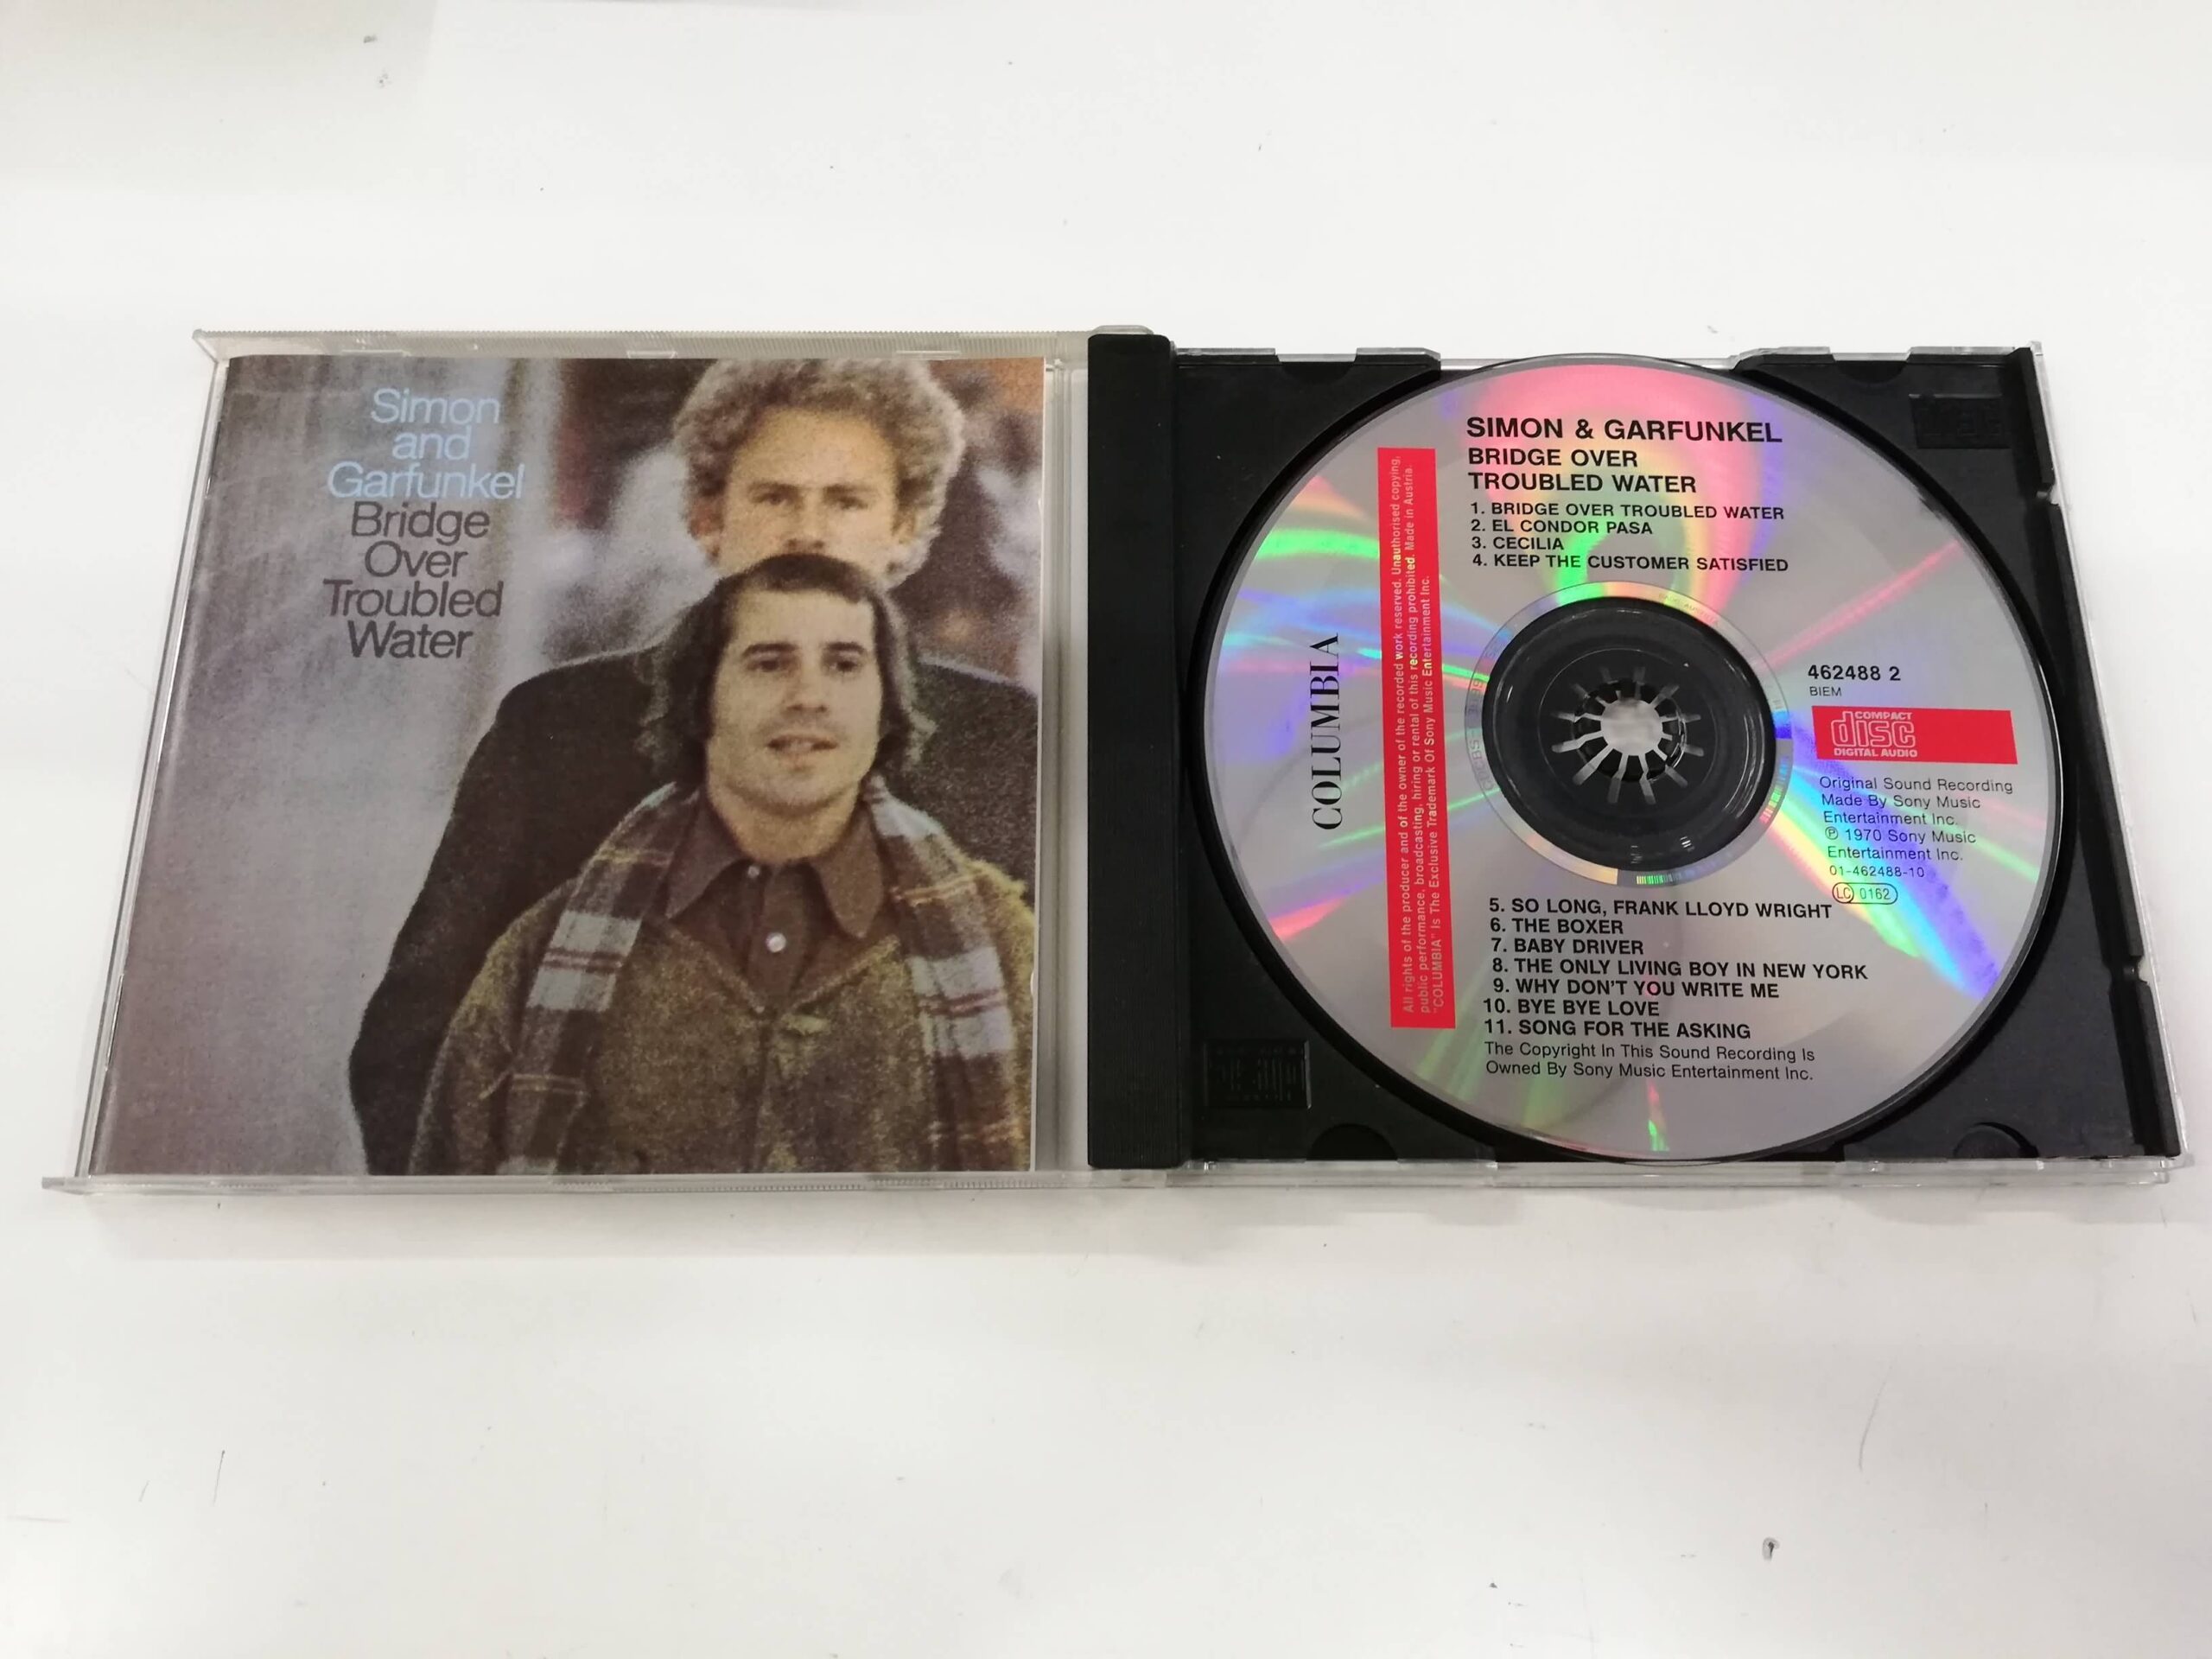 Simon
and
Garfunkel
Bridge
Over
Troubled
Water
SIMON & GARFUNKEL
BRIDGE OVER
TROUBLED WATER
1. BRIDGE OVER TROUBLED WATER
2. EL CONDOR PASA
3. CECILIA
4. KEEP THE CUSTOMER SATISFIED
COLUMBIA
All rights of the producer and of the owner of the recorded work reserved. Unauthorised copying,
public performance, broadcasting, hiring or rental of this recording prohibited. Made in Austria.
"COLUMBIA" Is The Exclusive Trademark Of Sony Music Entertainment Inc.
462488 2
BIEM
COMPACT
disc
DIGITAL AUDIO
Original Sound Recording
Made By Sony Music
Entertainment Inc.
℗ 1970 Sony Music
Entertainment Inc.
01-462488-10
LC 0162
5. SO LONG, FRANK LLOYD WRIGHT
6. THE BOXER
7. BABY DRIVER
8. THE ONLY LIVING BOY IN NEW YORK
9. WHY DON'T YOU WRITE ME
10. BYE BYE LOVE
11. SONG FOR THE ASKING
The Copyright In This Sound Recording Is
Owned By Sony Music Entertainment Inc.